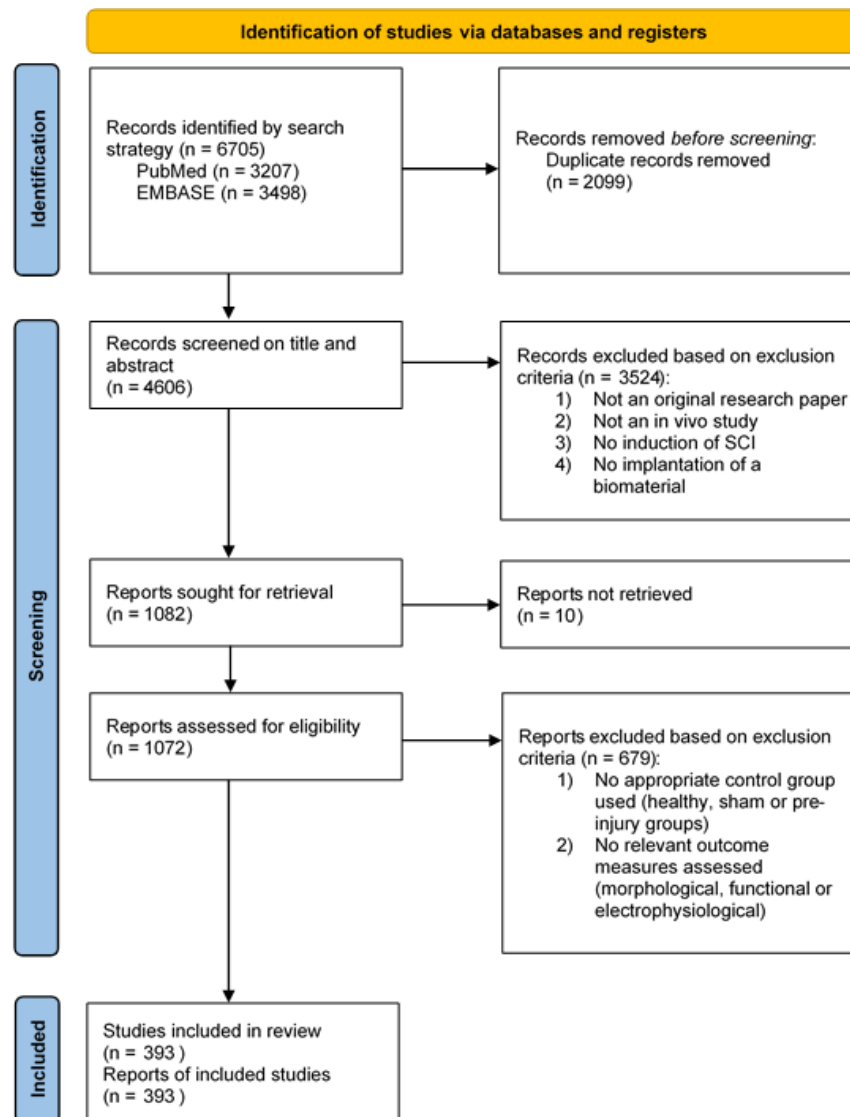 Identification of studies via databases and registers
Identification
Records identified by search
strategy (n = 6705)
PubMed (n = 3207)
EMBASE (n = 3498)
Records removed before screening:
Duplicate records removed
(n = 2099)
Screening
Records screened on title and
abstract
(n = 4606)
Records excluded based on exclusion
criteria (n = 3524):
1) Not an original research paper
2) Not an in vivo study
3) No induction of SCI
4) No implantation of a
biomaterial
Reports sought for retrieval
(n = 1082)
Reports not retrieved
(n = 10)
Reports assessed for eligibility
(n = 1072)
Reports excluded based on exclusion
criteria (n = 679):
1) No appropriate control group
used (healthy, sham or pre-
injury groups)
2) No relevant outcome
measures assessed
(morphological, functional or
electrophysiological)
Included
Studies included in review
(n = 393 )
Reports of included studies
(n = 393 )